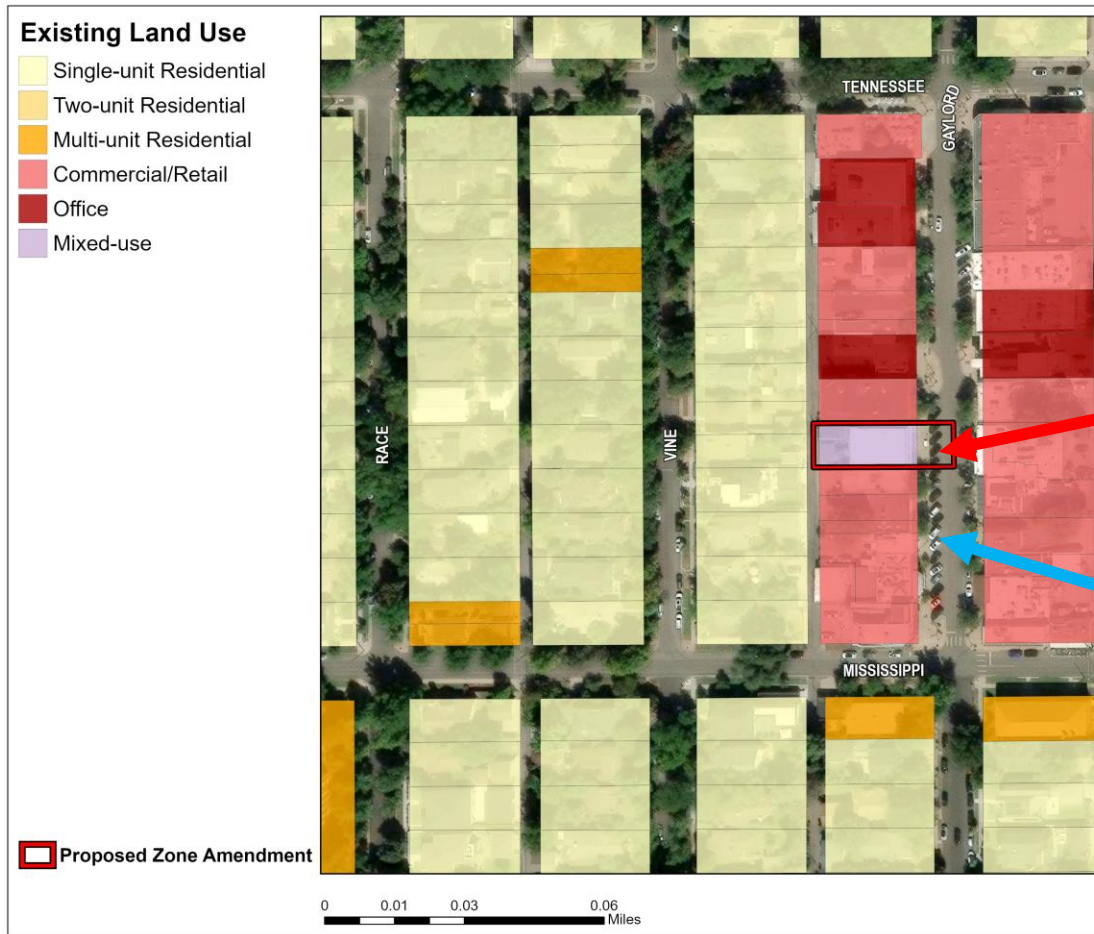 Existing Land Use
Single-unit Residential
Two-unit Residential
Multi-unit Residential
Commercial/Retail
Office
Mixed-use
TENNESSEE
GAYLORD
RACE
VINE
MISSISSIPPI
Proposed Zone Amendment
0 0.01 0.03 0.06
Miles